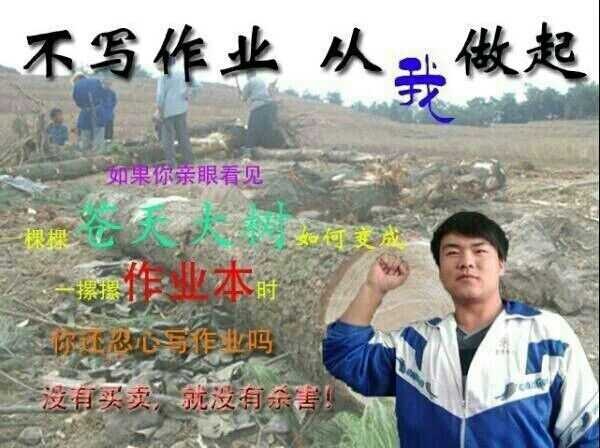 不写作业 从我做起
如果你亲眼看见
棵棵苍天大树如何变成
一摞摞作业本时
你还忍心写作业吗
没有买卖，就没有杀害！